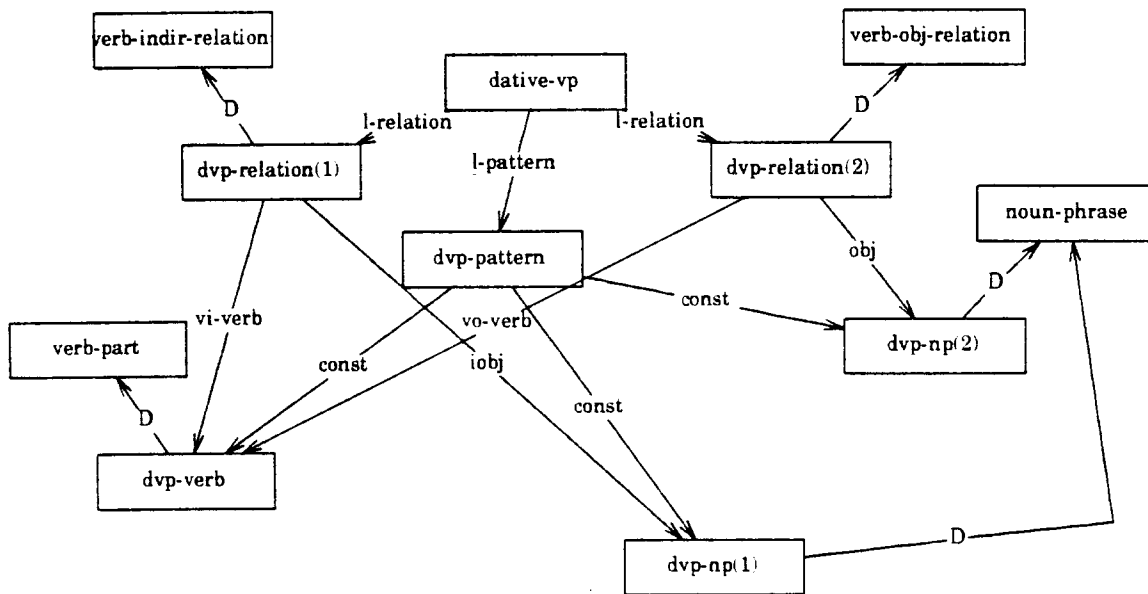 verb-indir-relation
verb-obj-relation
dative-vp
D
D
l-relation
l-relation
dvp-relation(1)
l-pattern
dvp-relation(2)
noun-phrase
dvp-pattern
obj
D
const
vi-verb
vo-verb
verb-part
dvp-np(2)
const
iobj
const
D
dvp-verb
D
dvp-np(1)